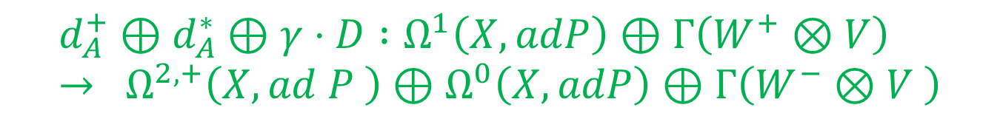 d_A^+ ⊕ d_A^* ⊕ γ · D : Ω^1(X, adP) ⊕ Γ(W^+ ⊗ V)
→ Ω^{2,+}(X, ad P ) ⊕ Ω^0(X, adP) ⊕ Γ(W^− ⊗ V )